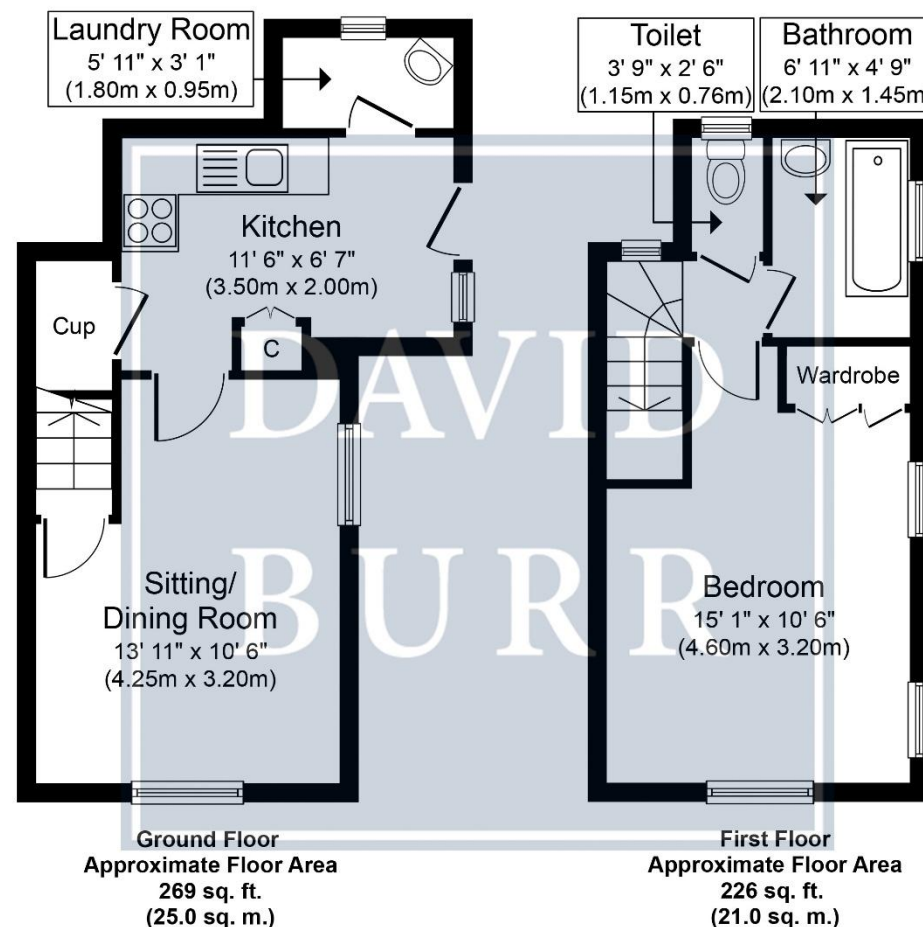 Laundry Room
5' 11" x 3' 1"
(1.80m x 0.95m)
Toilet
3' 9" x 2' 6"
(1.15m x 0.76m)
Bathroom
6' 11" x 4' 9"
(2.10m x 1.45m
Kitchen
11' 6" x 6' 7"
(3.50m x 2.00m)
Cup
C
Wardrobe
DAVID
BURR
Sitting/
Dining Room
13' 11" x 10' 6"
(4.25m x 3.20m)
Bedroom
15' 1" x 10' 6"
(4.60m x 3.20m)
Ground Floor
Approximate Floor Area
269 sq. ft.
(25.0 sq. m.)
First Floor
Approximate Floor Area
226 sq. ft.
(21.0 sq. m.)